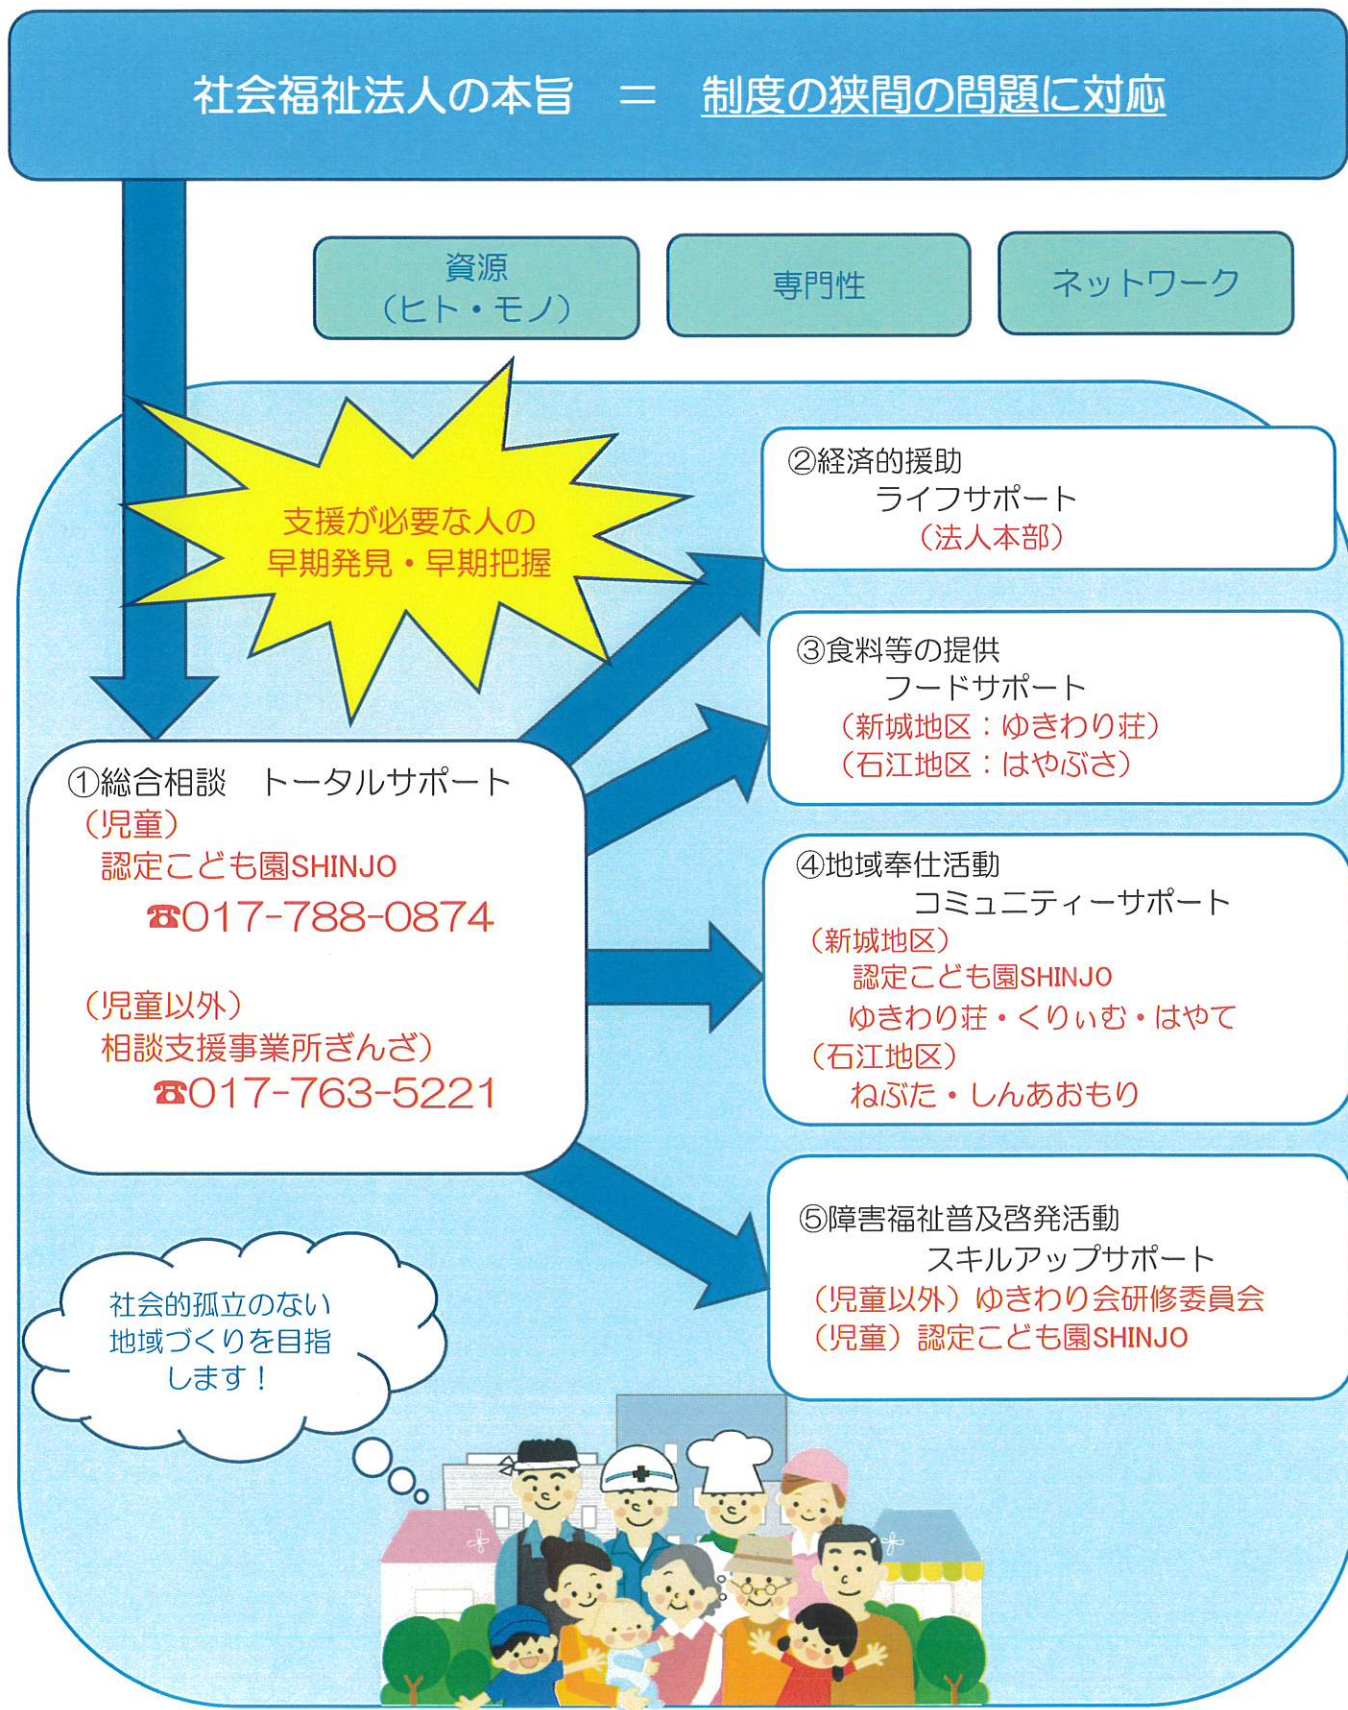 社会福祉法人の本旨 ＝ 制度の狭間の問題に対応
資源
（ヒト・モノ）
専門性
ネットワーク
支援が必要な人の
早期発見・早期把握
①総合相談　トータルサポート
（児童）
認定こども園SHINJO
☎017-788-0874
（児童以外）
相談支援事業所ぎんざ）
☎017-763-5221
②経済的援助
ライフサポート
（法人本部）
③食料等の提供
フードサポート
（新城地区：ゆきわり荘）
（石江地区：はやぶさ）
④地域奉仕活動
コミュニティーサポート
（新城地区）
認定こども園SHINJO
ゆきわり荘・くりぃむ・はやて
（石江地区）
ねぶた・しんあおもり
⑤障害福祉普及啓発活動
スキルアップサポート
（児童以外）ゆきわり会研修委員会
（児童）認定こども園SHINJO
社会的孤立のない
地域づくりを目指
します！